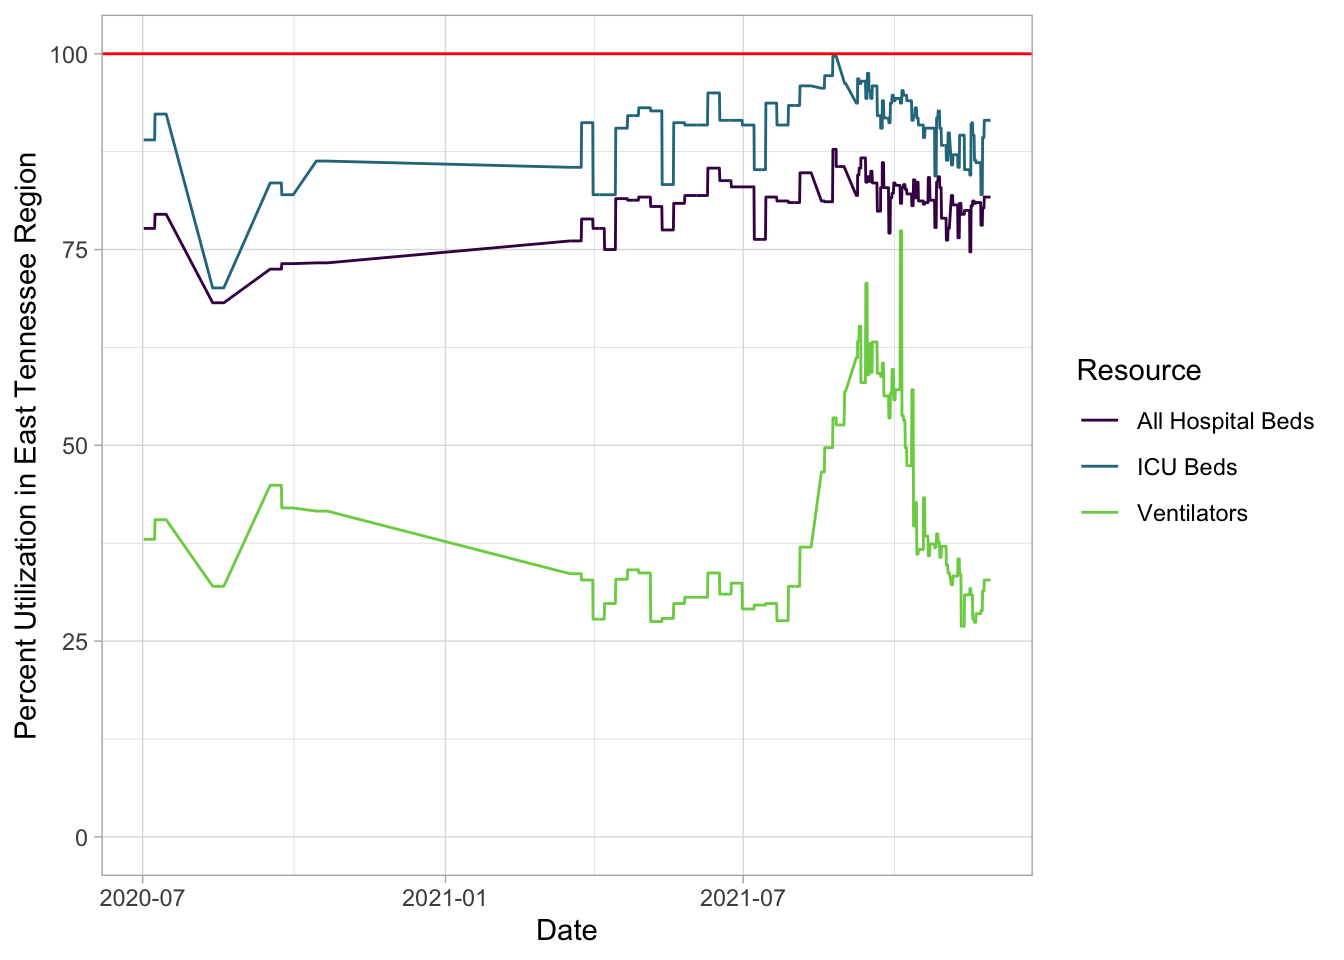 Percent Utilization in East Tennessee Region
100
75
50
25
0
2020-07
2021-01
2021-07
Date
Resource
All Hospital Beds
ICU Beds
Ventilators